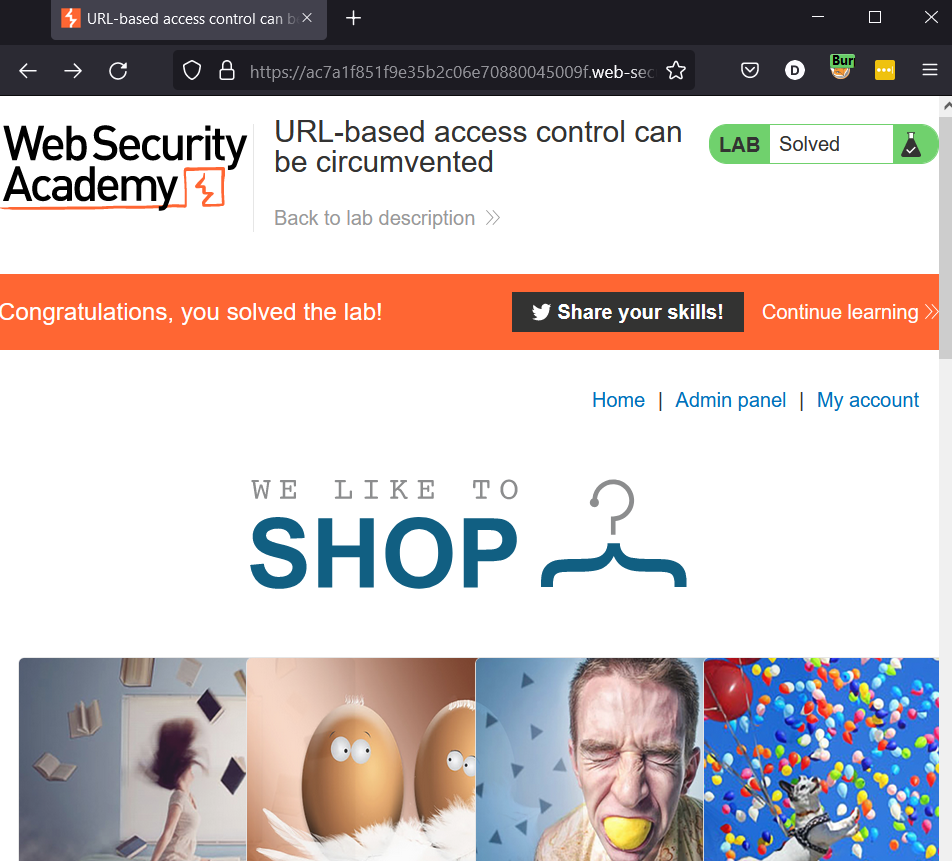 URL-based access control can b
https://ac7a1f851f9e35b2c06e70880045009f.web-sec
D
Bur
Web Security
Academy
URL-based access control can
be circumvented
Back to lab description
LAB Solved
Congratulations, you solved the lab!
Share your skills!
Continue learning
Home | Admin panel | My account
WE LIKE TO
SHOP